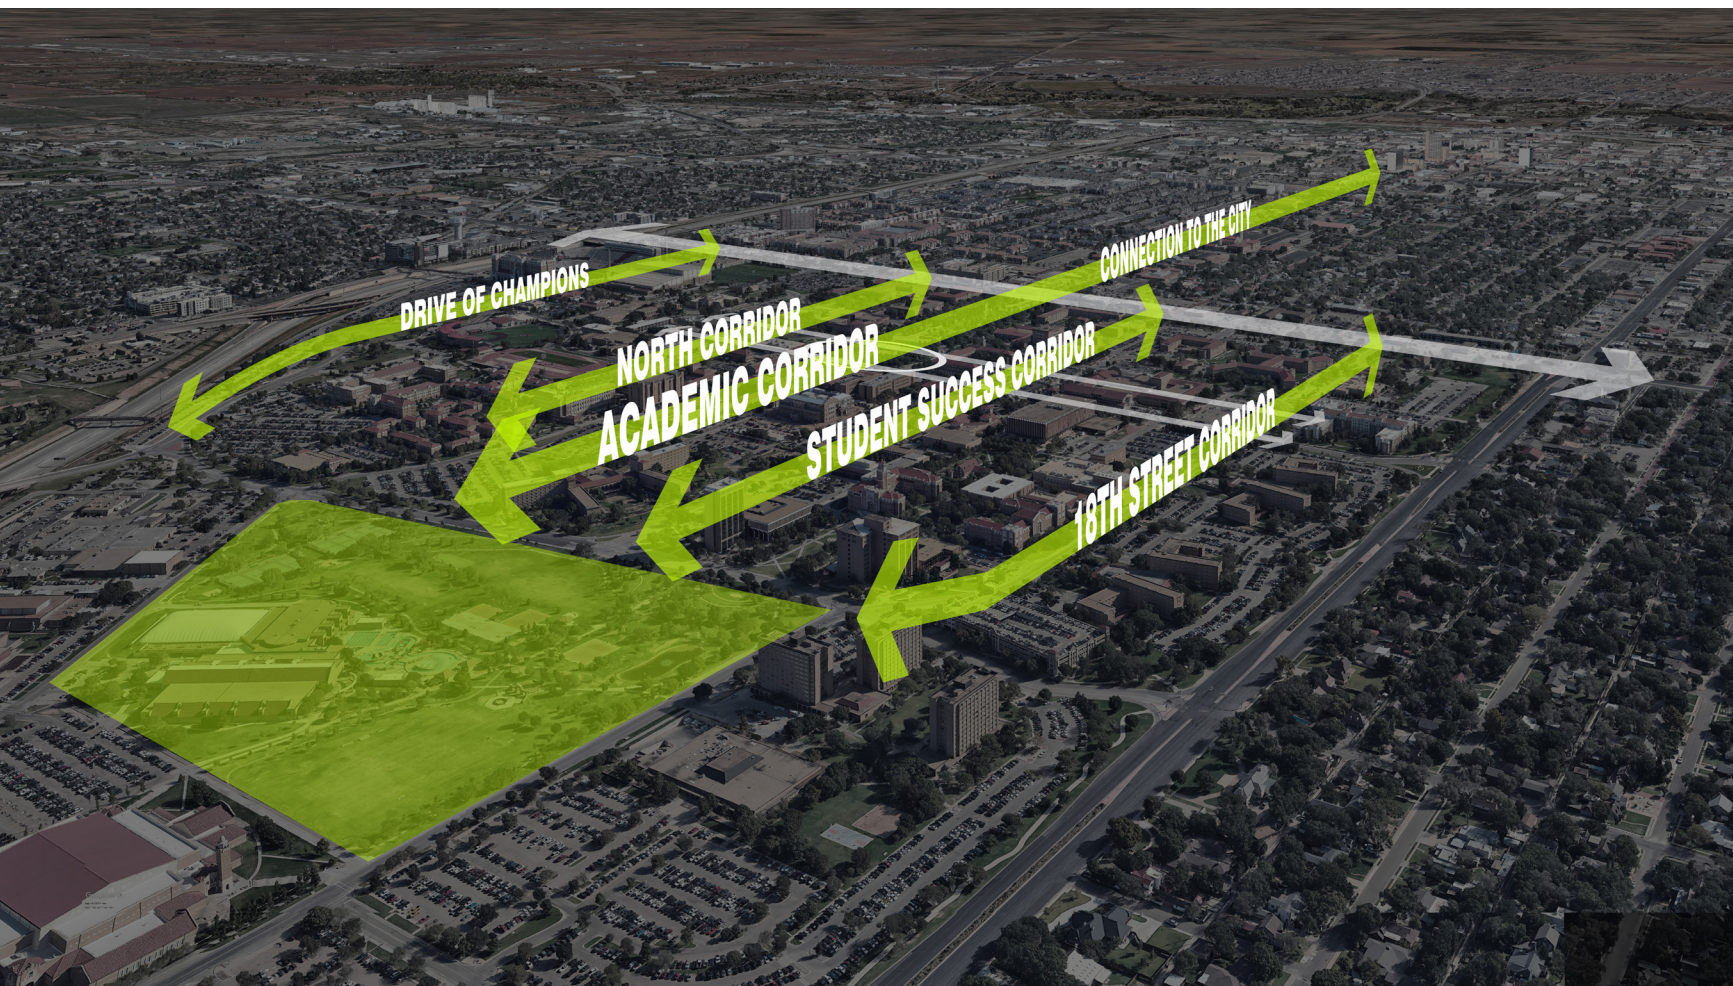 CONNECTION TO THE CITY
DRIVE OF CHAMPIONS
NORTH CORRIDOR
ACADEMIC CORRIDOR
STUDENT SUCCESS CORRIDOR
18TH STREET CORRIDOR